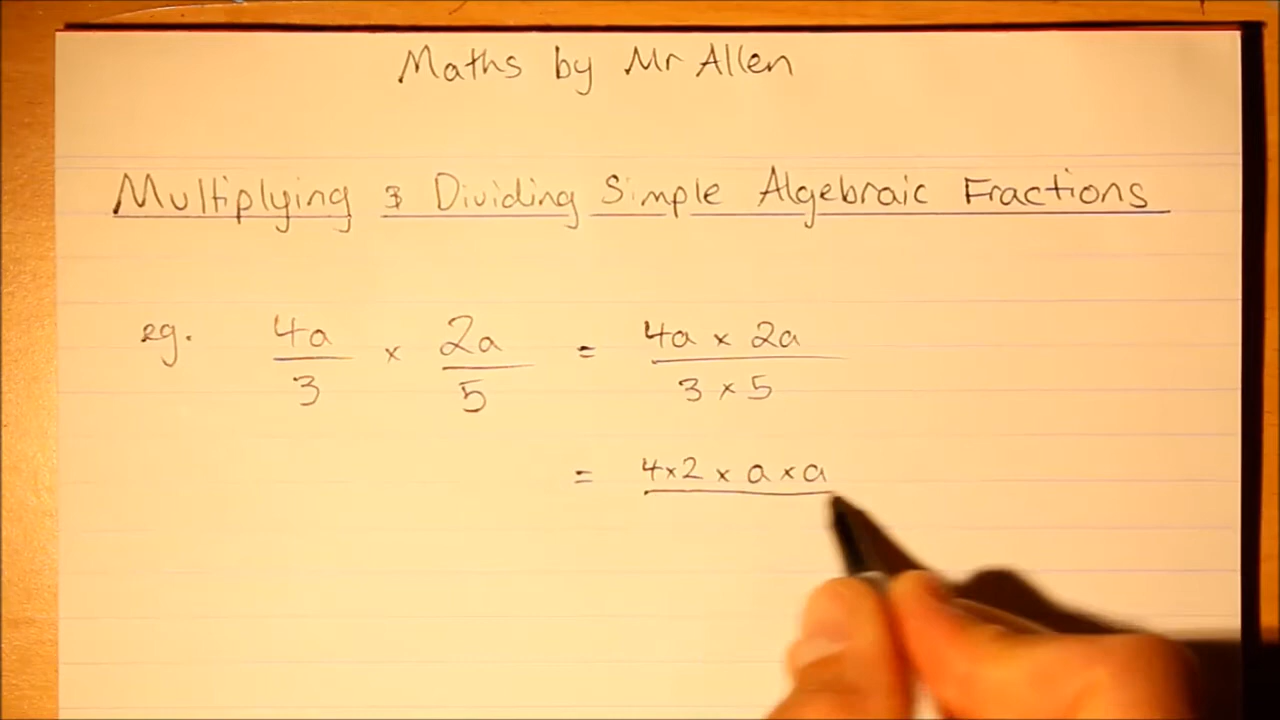 Maths by Mr Allen
Multiplying & Dividing Simple Algebraic Fractions
eg. 4a/3 × 2a/5 = 4a × 2a/3 × 5
= 4×2 × a × a